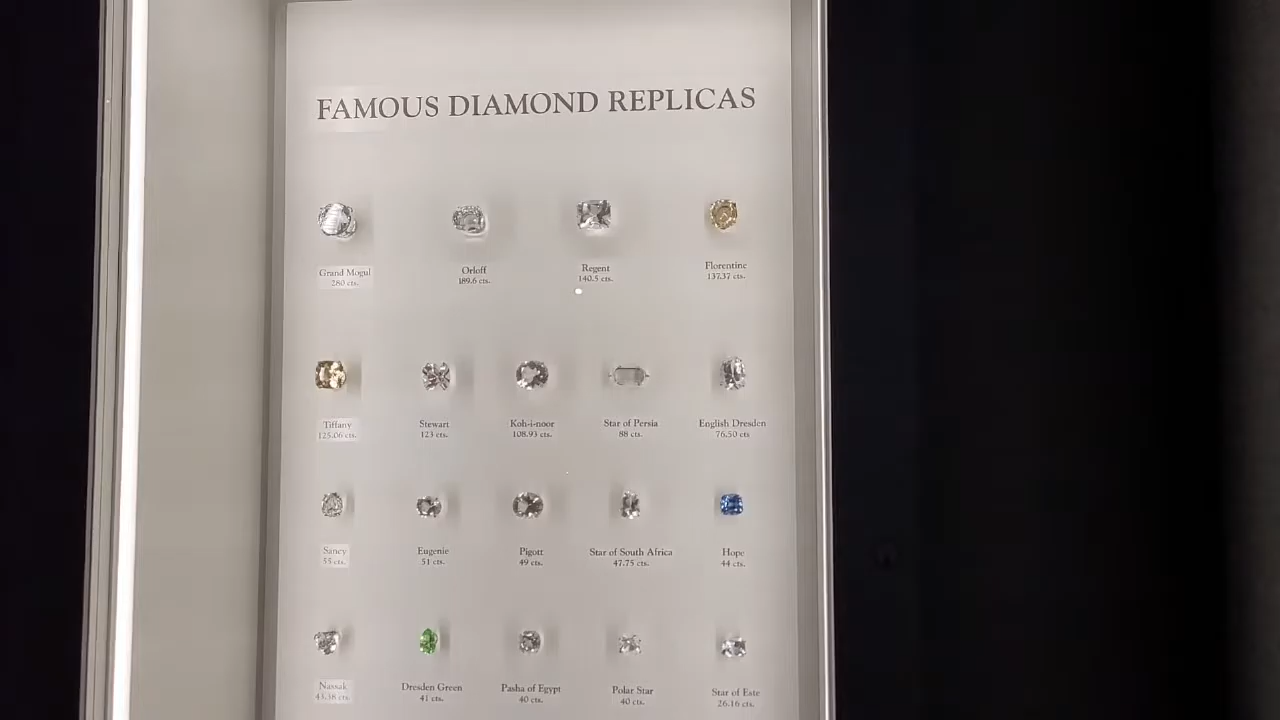 FAMOUS DIAMOND REPLICAS
Grand Mogul
280 cts.
Orloff
189.6 cts.
Regent
140.5 cts.
Florentine
137.37 cts.
Tiffany
125.06 cts.
Stewart
123 cts.
Koh-i-noor
108.93 cts.
Star of Persia
88 cts.
English Dresden
76.50 cts
Sancy
55 cts.
Eugenie
51 cts.
Pigott
49 cts.
Star of South Africa
47.75 cts.
Hope
44 cts.
Nassak
43.38 cts.
Dresden Green
41 cts.
Pasha of Egypt
40 cts.
Polar Star
40 cts.
Star of Este
26.16 cts.